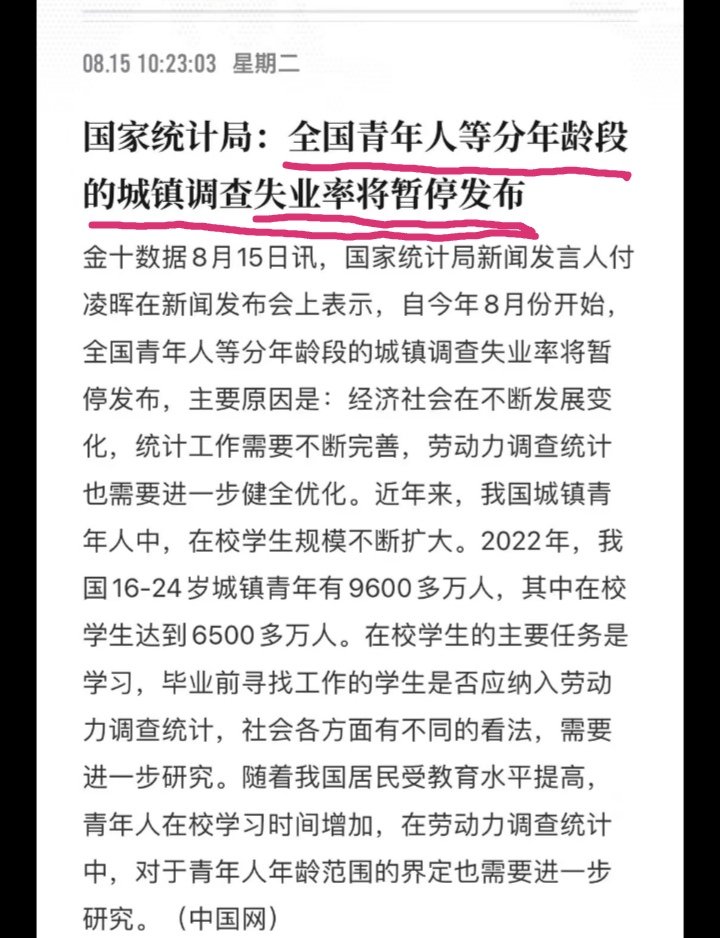 08.15 10:23:03 星期二
国家统计局：全国青年人等分年龄段
的城镇调查失业率将暂停发布
金十数据8月15日讯，国家统计局新闻发言人付
凌晖在新闻发布会上表示，自今年8月份开始，
全国青年人等分年龄段的城镇调查失业率将暂
停发布，主要原因是：经济社会在不断发展变
化，统计工作需要不断完善，劳动力调查统计
也需要进一步健全优化。近年来，我国城镇青
年人中，在校学生规模不断扩大。2022年，我
国16-24岁城镇青年有9600多万人，其中在校
学生达到6500多万人。在校学生的主要任务是
学习，毕业前寻找工作的学生是否应纳入劳动
力调查统计，社会各方面有不同的看法，需要
进一步研究。随着我国居民受教育水平提高，
青年人在校学习时间增加，在劳动力调查统计
中，对于青年人年龄范围的界定也需要进一步
研究。（中国网）